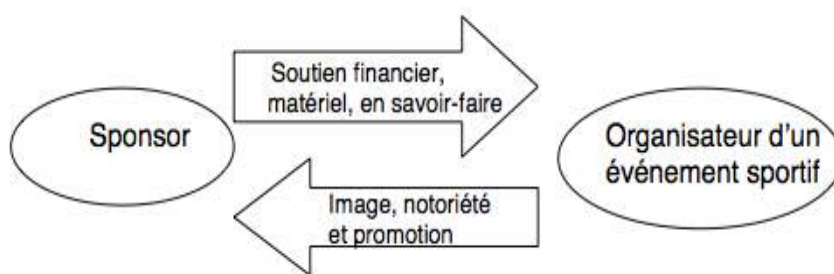 Soutien financier,
matériel, en savoir-faire
Sponsor
Organisateur d'un
événement sportif
Image, notoriété
et promotion